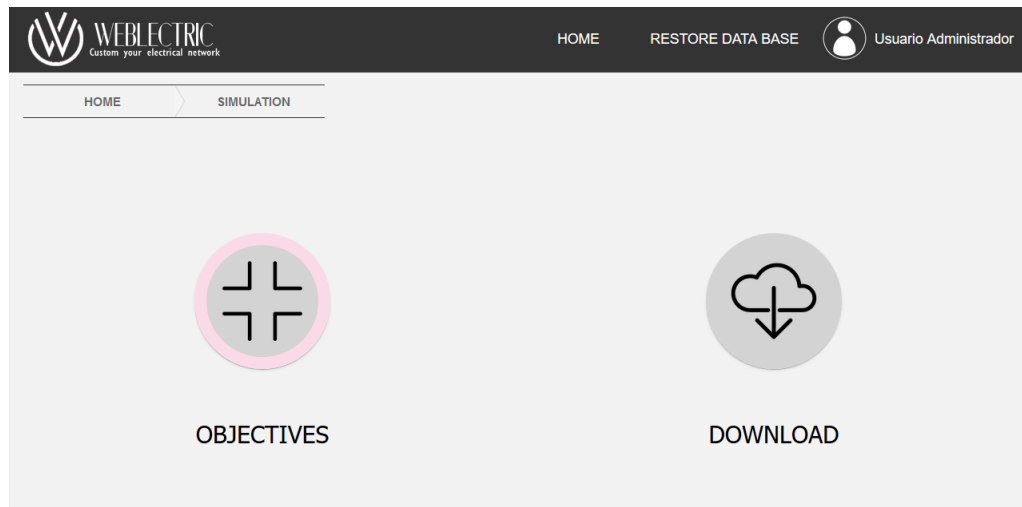 WEBLECTRIC
Custom your electrical network
HOME RESTORE DATA BASE Usuario Administrador
HOME SIMULATION
OBJECTIVES DOWNLOAD